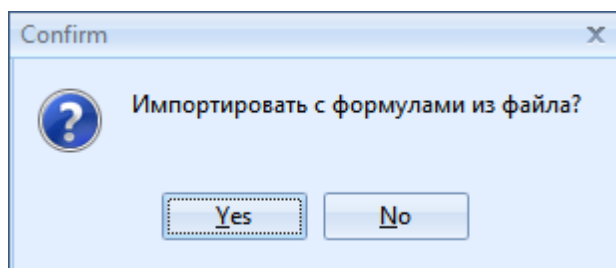 Confirm
Импортировать с формулами из файла?
Yes No